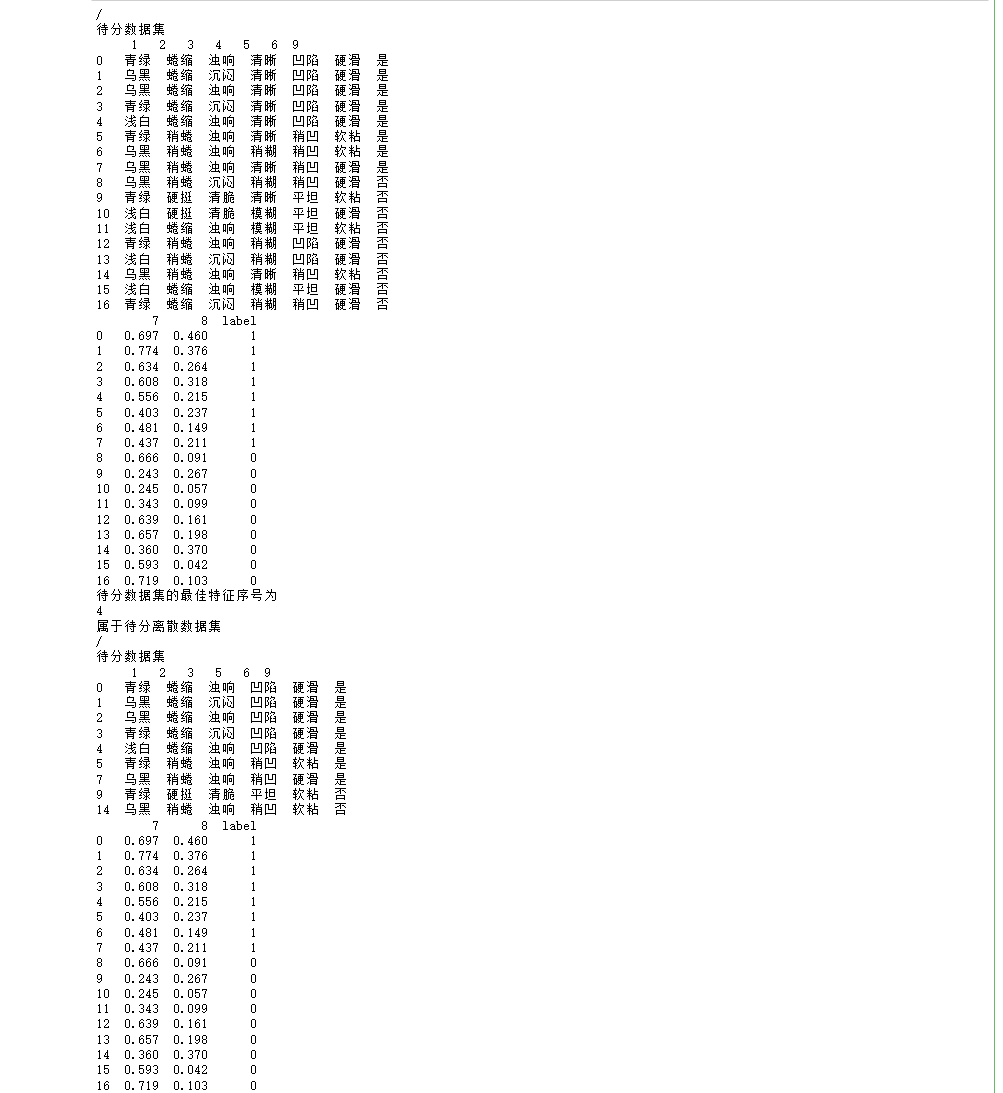 /
待分数据集
1 2 3 4 5 6 9
0 青绿 蜷缩 浊响 清晰 凹陷 硬滑 是
1 乌黑 蜷缩 沉闷 清晰 凹陷 硬滑 是
2 乌黑 蜷缩 浊响 清晰 凹陷 硬滑 是
3 青绿 蜷缩 沉闷 清晰 凹陷 硬滑 是
4 浅白 蜷缩 浊响 清晰 凹陷 硬滑 是
5 青绿 稍蜷 浊响 清晰 稍凹 软粘 是
6 乌黑 稍蜷 浊响 稍糊 稍凹 软粘 是
7 乌黑 稍蜷 浊响 清晰 稍凹 硬滑 是
8 乌黑 稍蜷 沉闷 稍糊 稍凹 硬滑 否
9 青绿 硬挺 清脆 清晰 平坦 软粘 否
10 浅白 硬挺 清脆 模糊 平坦 硬滑 否
11 浅白 蜷缩 浊响 模糊 平坦 软粘 否
12 青绿 稍蜷 浊响 稍糊 凹陷 硬滑 否
13 浅白 稍蜷 沉闷 稍糊 凹陷 硬滑 否
14 乌黑 稍蜷 浊响 清晰 稍凹 软粘 否
15 浅白 蜷缩 浊响 模糊 平坦 硬滑 否
16 青绿 蜷缩 沉闷 稍糊 稍凹 硬滑 否
7 8 label
0 0.697 0.460 1
1 0.774 0.376 1
2 0.634 0.264 1
3 0.608 0.318 1
4 0.556 0.215 1
5 0.403 0.237 1
6 0.481 0.149 1
7 0.437 0.211 1
8 0.666 0.091 0
9 0.243 0.267 0
10 0.245 0.057 0
11 0.343 0.099 0
12 0.639 0.161 0
13 0.657 0.198 0
14 0.360 0.370 0
15 0.593 0.042 0
16 0.719 0.103 0
待分数据集的最佳特征序号为
4
属于待分离散数据集
/
待分数据集
1 2 3 5 6 9
0 青绿 蜷缩 浊响 凹陷 硬滑 是
1 乌黑 蜷缩 沉闷 凹陷 硬滑 是
2 乌黑 蜷缩 浊响 凹陷 硬滑 是
3 青绿 蜷缩 沉闷 凹陷 硬滑 是
4 浅白 蜷缩 浊响 凹陷 硬滑 是
5 青绿 稍蜷 浊响 稍凹 软粘 是
7 乌黑 稍蜷 浊响 稍凹 硬滑 是
9 青绿 硬挺 清脆 平坦 软粘 否
14 乌黑 稍蜷 浊响 稍凹 软粘 否
7 8 label
0 0.697 0.460 1
1 0.774 0.376 1
2 0.634 0.264 1
3 0.608 0.318 1
4 0.556 0.215 1
5 0.403 0.237 1
6 0.481 0.149 1
7 0.437 0.211 1
8 0.666 0.091 0
9 0.243 0.267 0
10 0.245 0.057 0
11 0.343 0.099 0
12 0.639 0.161 0
13 0.657 0.198 0
14 0.360 0.370 0
15 0.593 0.042 0
16 0.719 0.103 0